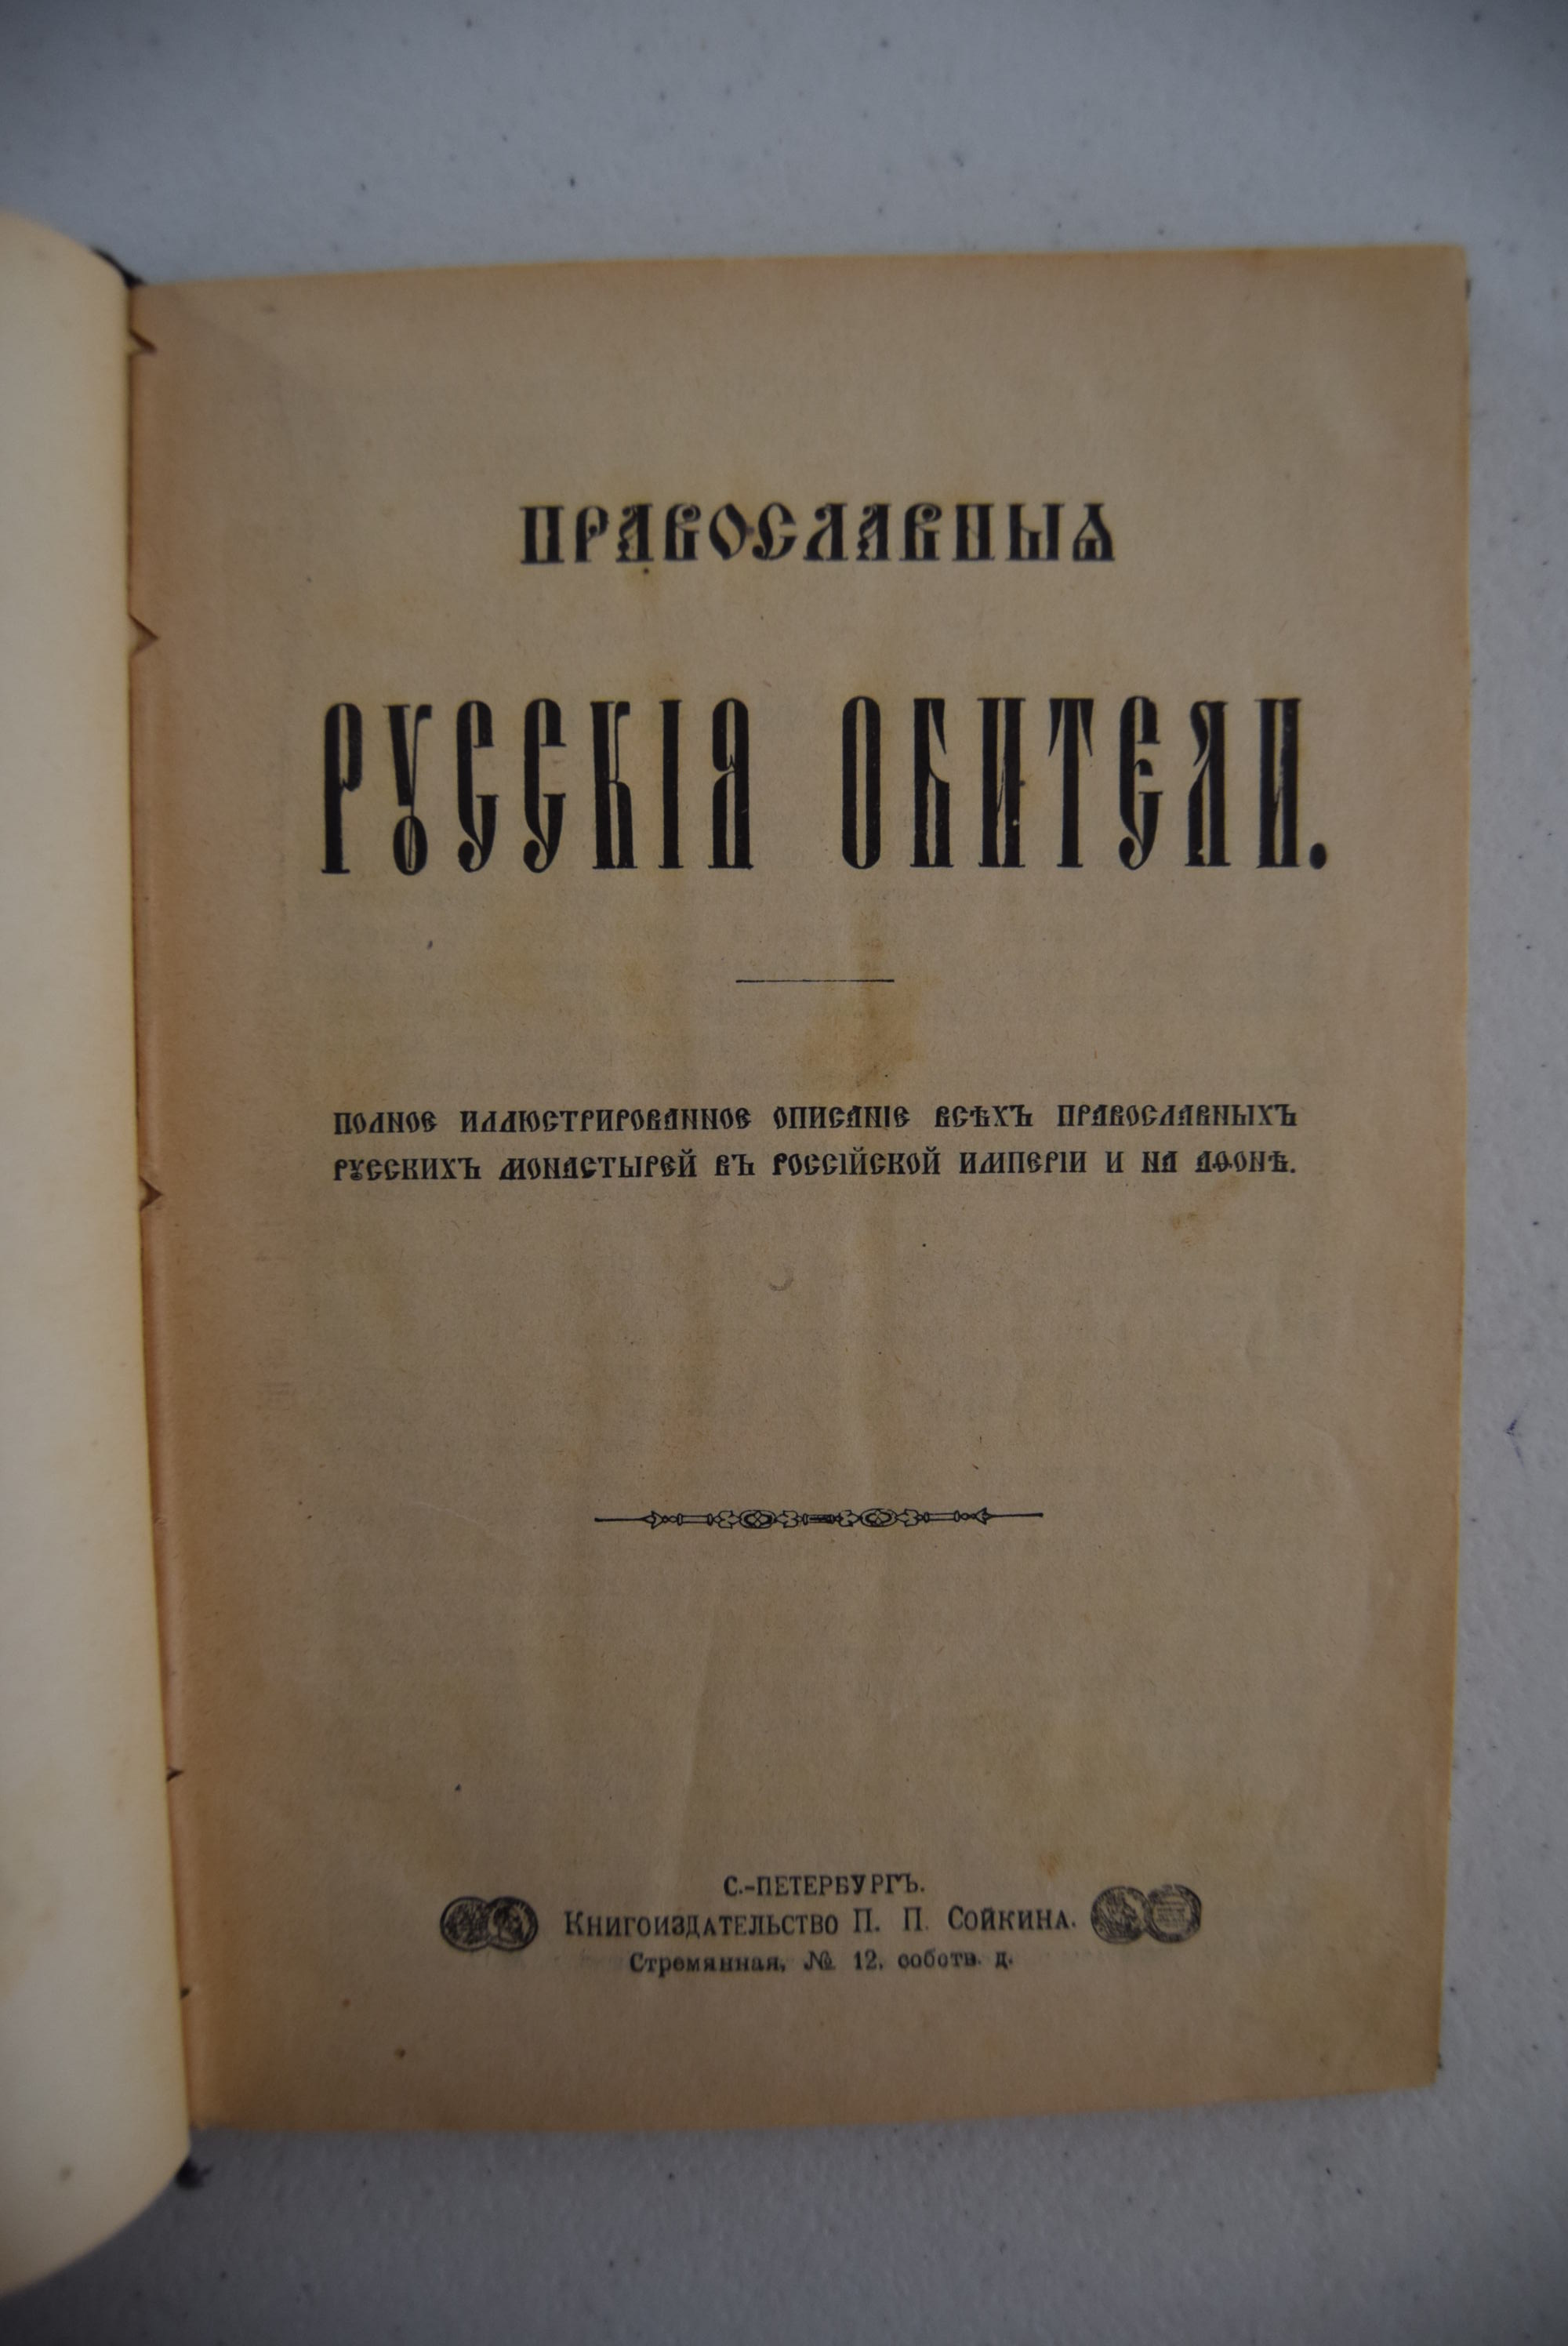 ПРАВОСЛАВНЫѦ
РУССКІЯ ОБИТЕЛИ.
ПОЛНОЕ ИЛЛЮСТРИРОВАННОЕ ОПИСАНІЕ ВСѢХЪ ПРАВОСЛАВНЫХЪ
РУССКИХЪ МОНАСТЫРЕЙ ВЪ РОССІЙСКОЙ ИМПЕРІИ И НА АѲОНѢ.
С.-ПЕТЕРБУРГЪ.
КНИГОИЗДАТЕЛЬСТВО П. П. СОЙКИНА.
Стремянная, № 12, собств. д.